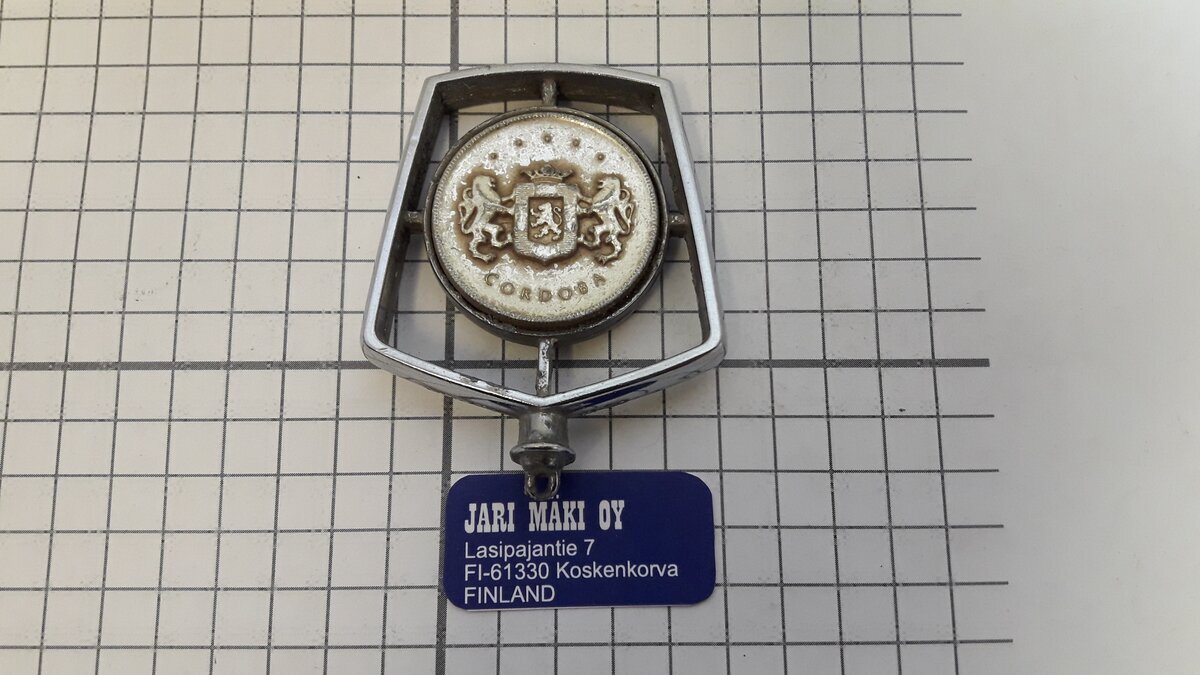 CORDOBA
JARI MÄKI OY
Lasipajantie 7
FI-61330 Koskenkorva
FINLAND